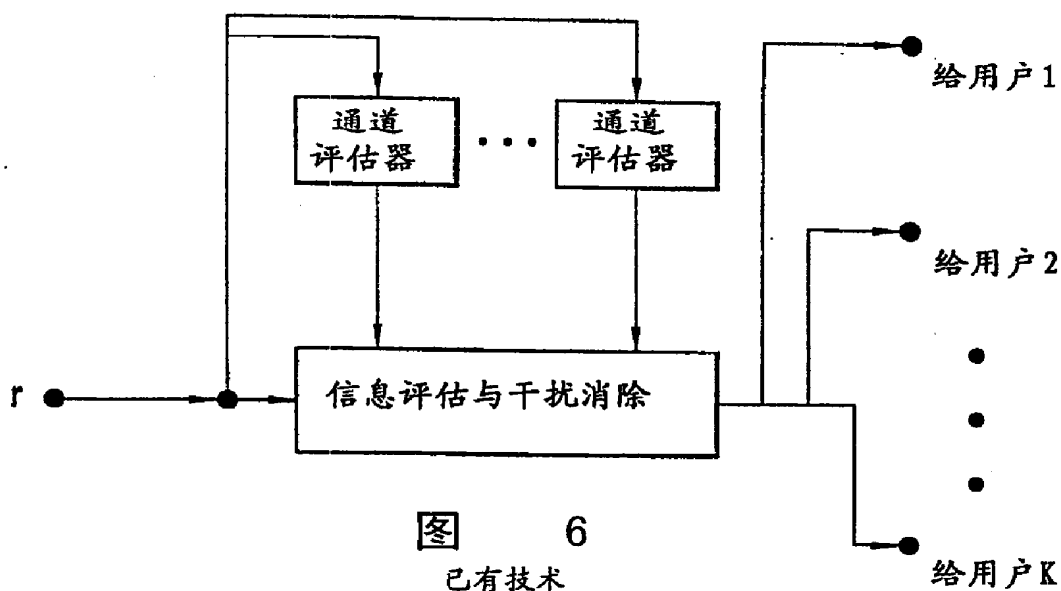 通道
评估器
通道
评估器
给用户1
给用户2
r
信息评估与干扰消除
给用户K
图 6
已有技术